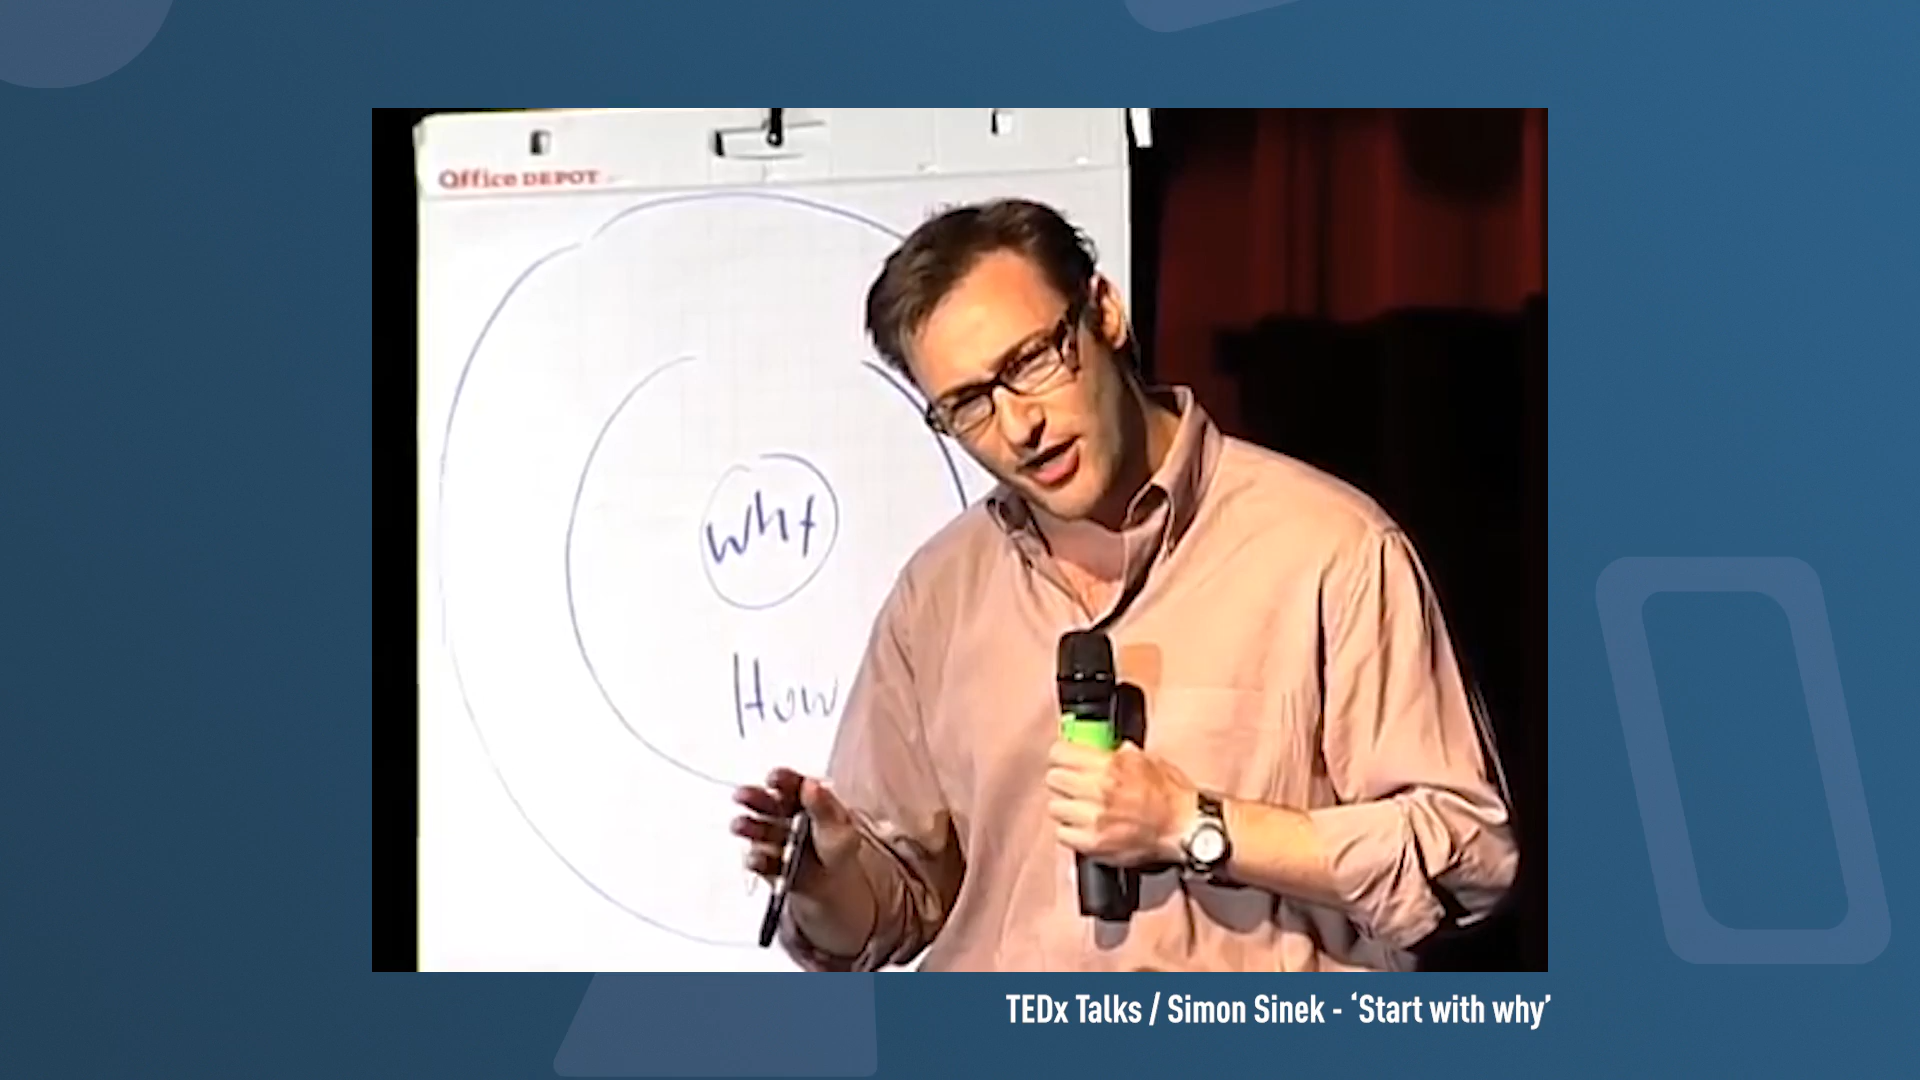 Office DEPOT
Why
How
TEDx Talks / Simon Sinek - ‘Start with why’